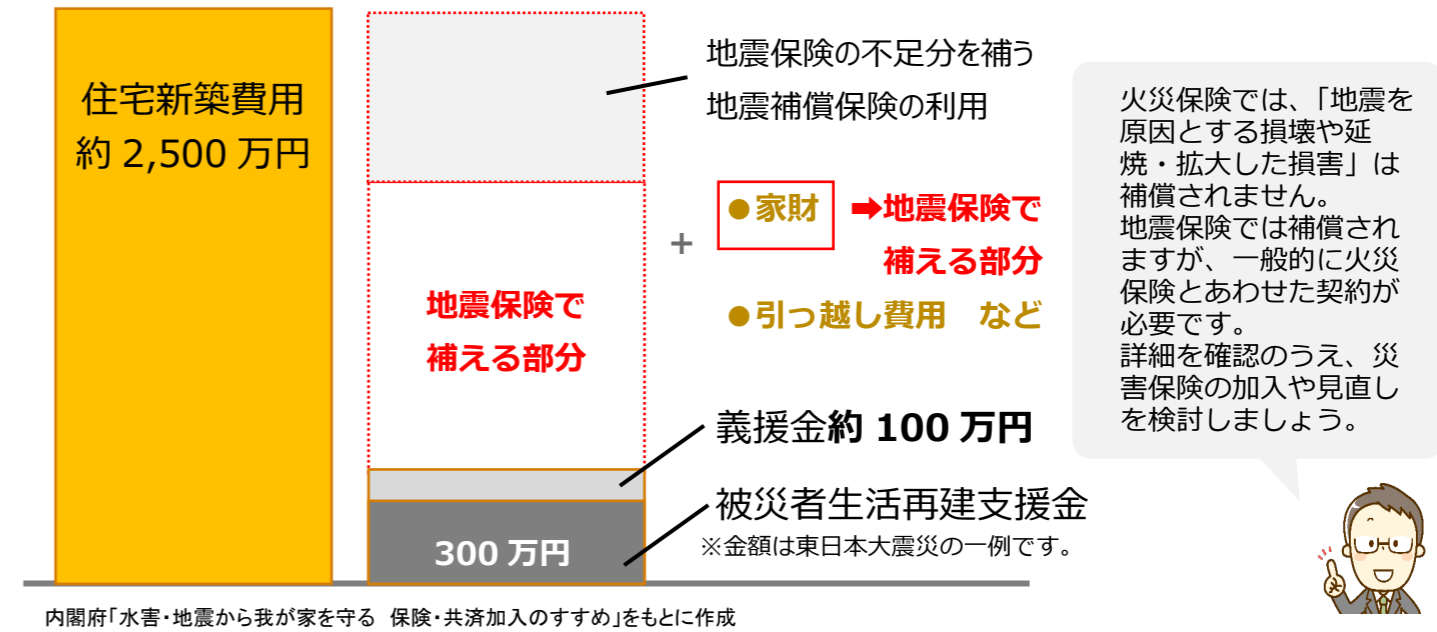 住宅新築費用
約 2,500 万円
地震保険の不足分を補う
地震補償保険の利用
+
●家財 ➡地震保険で
補える部分
●引っ越し費用　など
地震保険で
補える部分
義援金約 100 万円
被災者生活再建支援金
※金額は東日本大震災の一例です。
300 万円
火災保険では、「地震を
原因とする損壊や延
焼・拡大した損害」は
補償されません。
地震保険では補償され
ますが、一般的に火災
保険とあわせた契約が
必要です。
詳細を確認のうえ、災
害保険の加入や見直し
を検討しましょう。
内閣府「水害・地震から我が家を守る　保険・共済加入のすすめ」をもとに作成